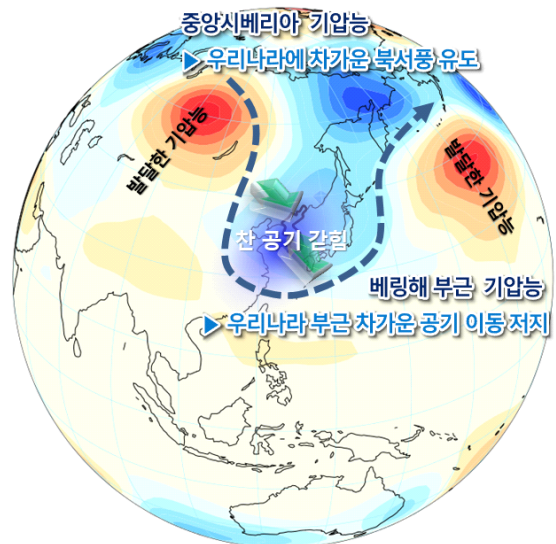 중앙시베리아 기압능
▶ 우리나라에 차가운 북서풍 유도
발달한 기압능
발달한 기압능
찬 공기 갇힘
베링해 부근 기압능
▶ 우리나라 부근 차가운 공기 이동 저지